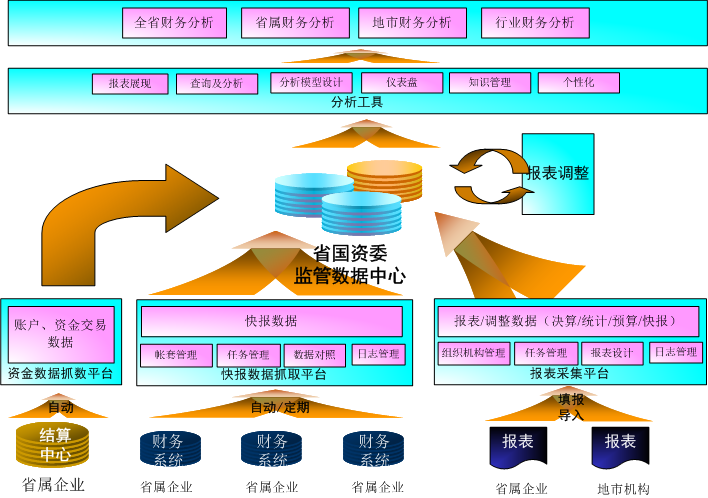 全省财务分析
省属财务分析
地市财务分析
行业财务分析
报表展现
查询及分析
分析模型设计
仪表盘
知识管理
个性化
分析工具
报表调整
省国资委
监管数据中心
账户、资金交易
数据
资金数据抓数平台
快报数据
帐套管理
任务管理
数据对照
日志管理
快报数据抓取平台
报表/调整数据（决算/统计/预算/快报）
组织机构管理
任务管理
报表设计
日志管理
报表采集平台
自动
自动/定期
填报
导入
结算
中心
省属企业
财务
系统
省属企业
财务
系统
省属企业
财务
系统
省属企业
报表
省属企业
报表
地市机构